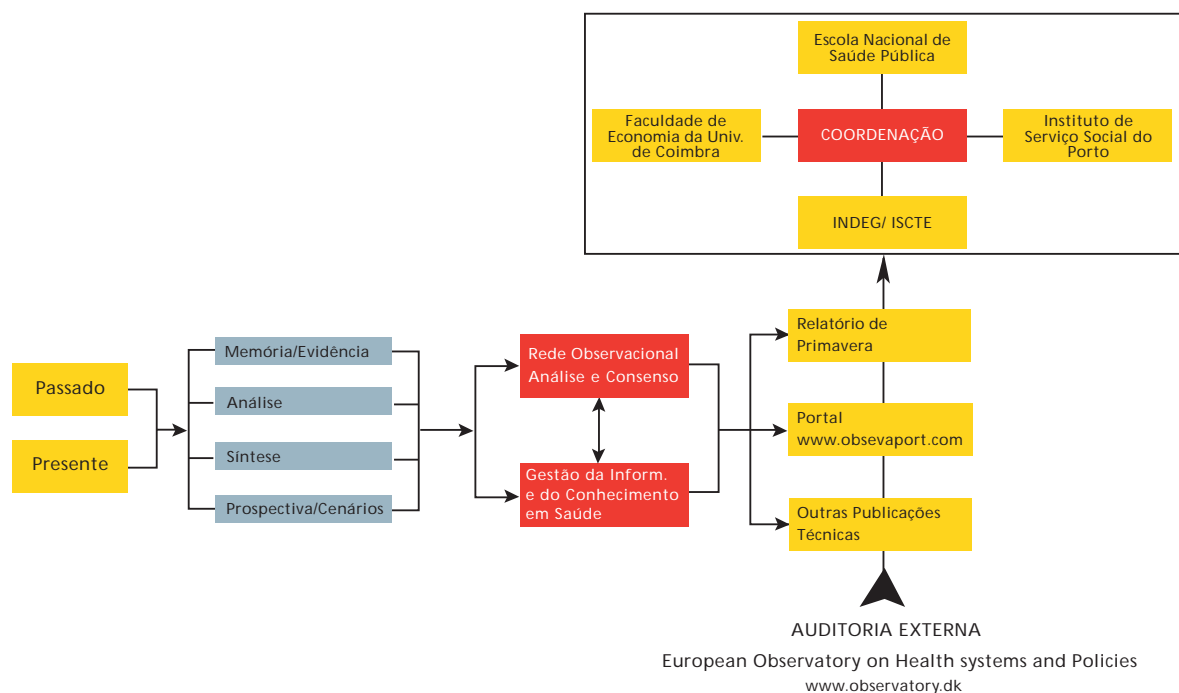 Escola Nacional de
Saúde Pública
Faculdade de
Economia da Univ.
de Coimbra
COORDENAÇÃO
Instituto de
Serviço Social do
Porto
INDEG/ ISCTE
Passado
Presente
Memória/Evidência
Análise
Síntese
Prospectiva/Cenários
Rede Observacional
Análise e Consenso
Gestão da Inform.
e do Conhecimento
em Saúde
Relatório de
Primavera
Portal
www.obsevaport.com
Outras Publicações
Técnicas
AUDITORIA EXTERNA
European Observatory on Health systems and Policies
www.observatory.dk